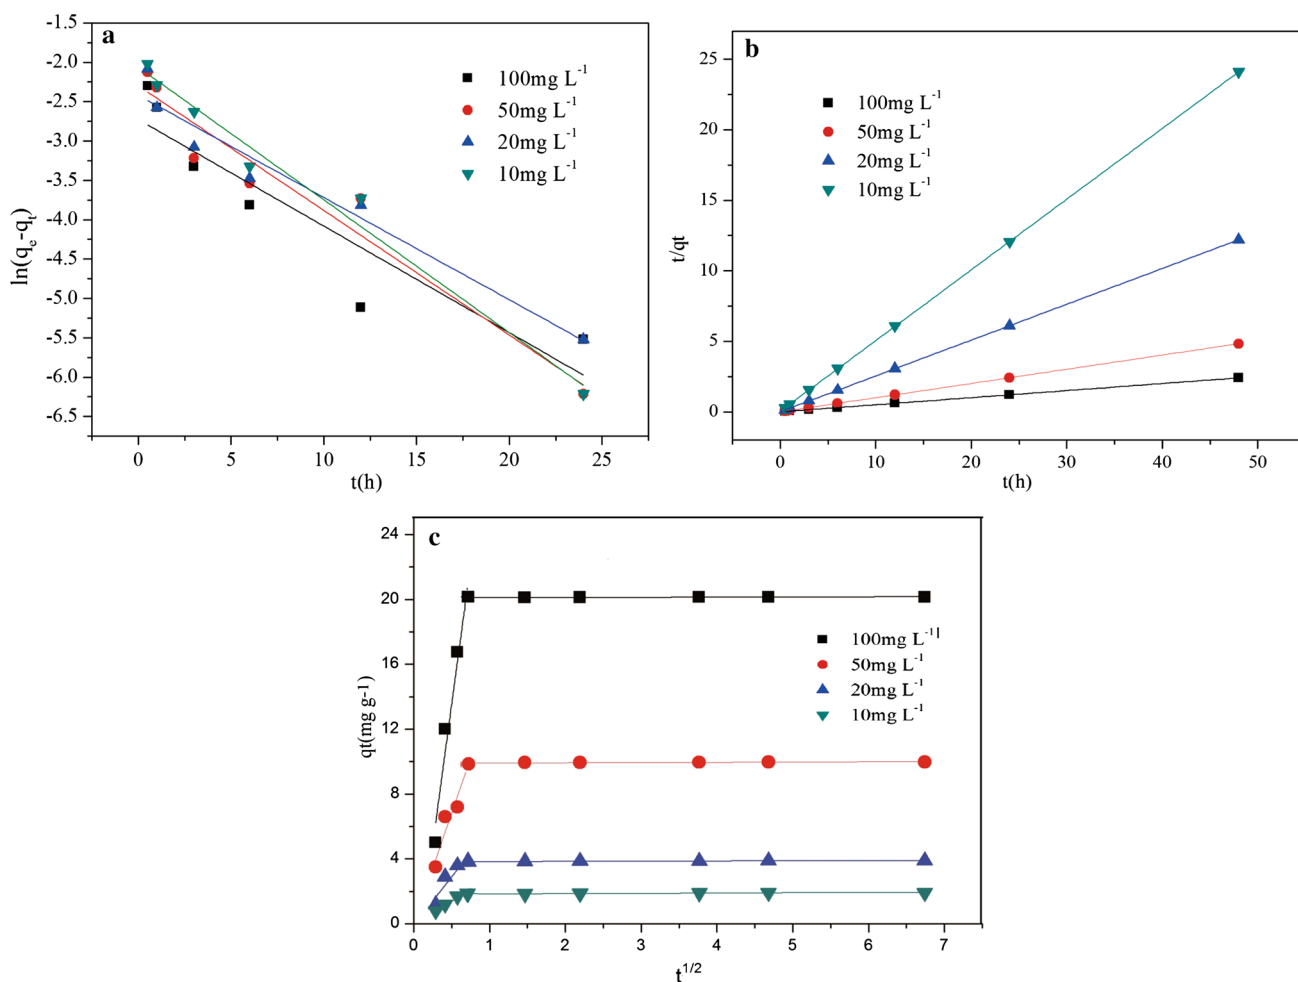 a
-1.5
-2.0
-2.5
-3.0
-3.5
-4.0
-4.5
-5.0
-5.5
-6.0
-6.5
ln(qₑ-qₜ)
100mg L⁻¹
50mg L⁻¹
20mg L⁻¹
10mg L⁻¹
0 5 10 15 20 25
t(h)
b
25
20
15
10
5
0
t/qt
100mg L⁻¹
50mg L⁻¹
20mg L⁻¹
10mg L⁻¹
0 10 20 30 40 50
t(h)
c
24
20
16
12
8
4
0
qt(mg g-1)
100mg L⁻¹|
50mg L⁻¹
20mg L⁻¹
10mg L⁻¹
0 1 2 3 4 5 6 7
t¹/²